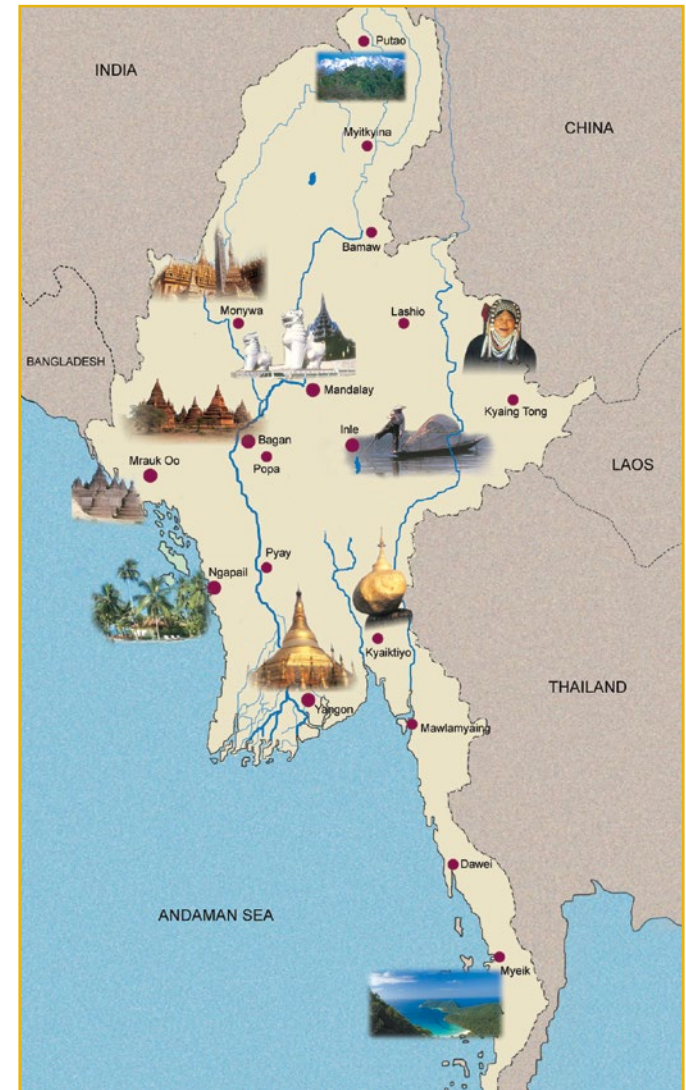 Putao
INDIA
CHINA
Myitkyina
Bamaw
Monywa
Lashio
BANGLADESH
Mandalay
Kyaing Tong
Inle
Bagan
Popa
Mrauk Oo
LAOS
Pyay
Ngapail
Kyaiktiyo
THAILAND
Yangon
Mawlamyaing
Dawei
ANDAMAN SEA
Myeik